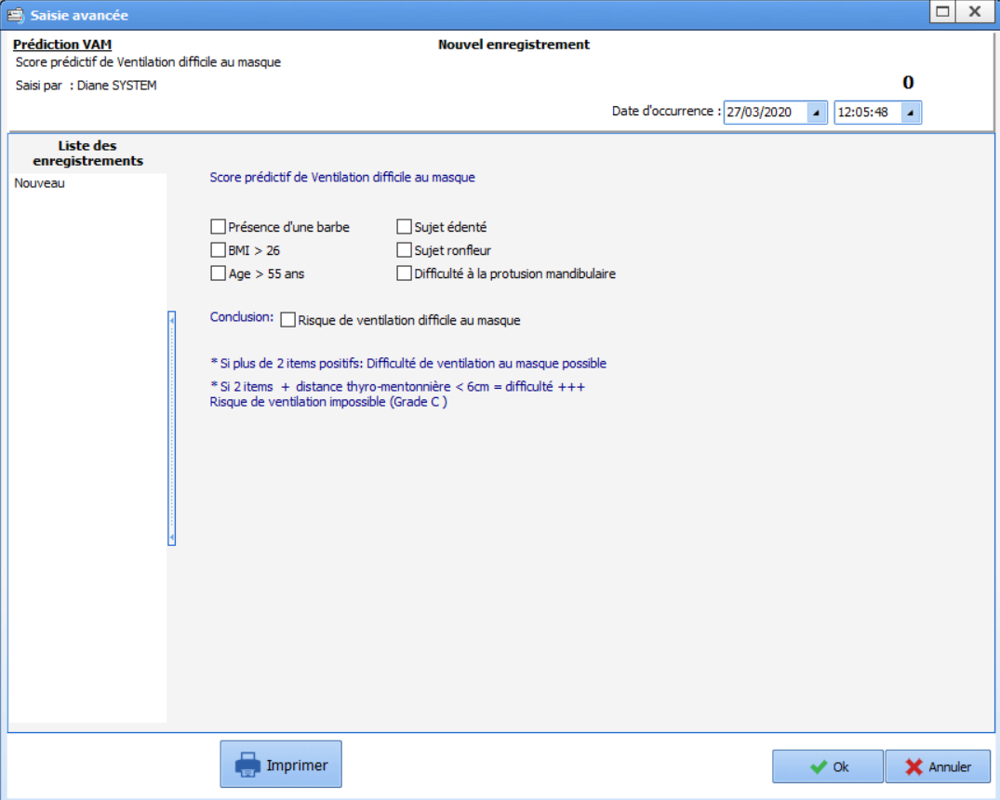 Saisie avancée
Prédiction VAM
Nouvel enregistrement
Score prédictif de Ventilation difficile au masque
Saisi par : Diane SYSTEM
0
Date d'occurrence : 27/03/2020 12:05:48
Liste des
enregistrements
Nouveau
Score prédictif de Ventilation difficile au masque
Présence d'une barbe
Sujet édenté
BMI > 26
Sujet ronfleur
Age > 55 ans
Difficulté à la protusion mandibulaire
Conclusion: Risque de ventilation difficile au masque
* Si plus de 2 items positifs: Difficulté de ventilation au masque possible
* Si 2 items + distance thyro-mentonnière < 6cm = difficulté +++
Risque de ventilation impossible (Grade C )
Imprimer
Ok
Annuler